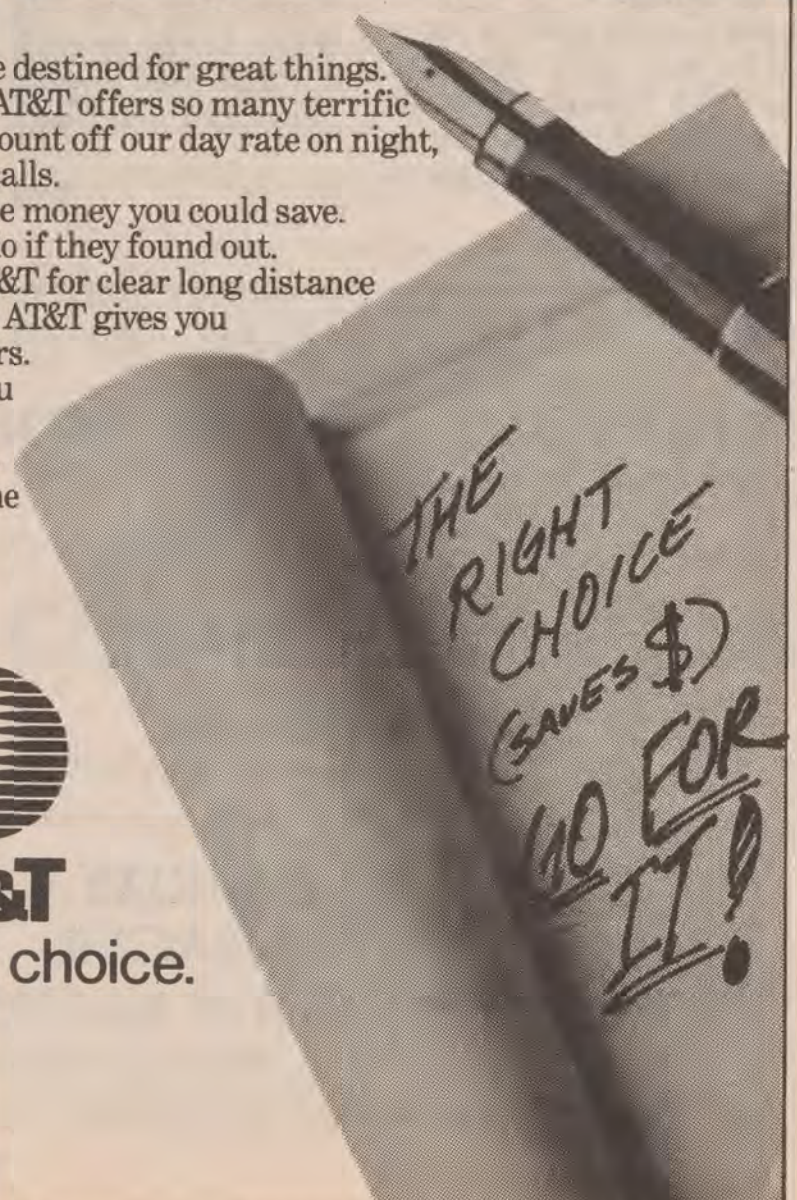 destined for great things.
AT&T offers so many terrific
ount off our day rate on night,
alls.
e money you could save.
o if they found out.
&T for clear long distance
AT&T gives you
rs.
u
ne
THE
RIGHT
CHOICE
(SAVES $)
GO FOR
IT!
&T
choice.